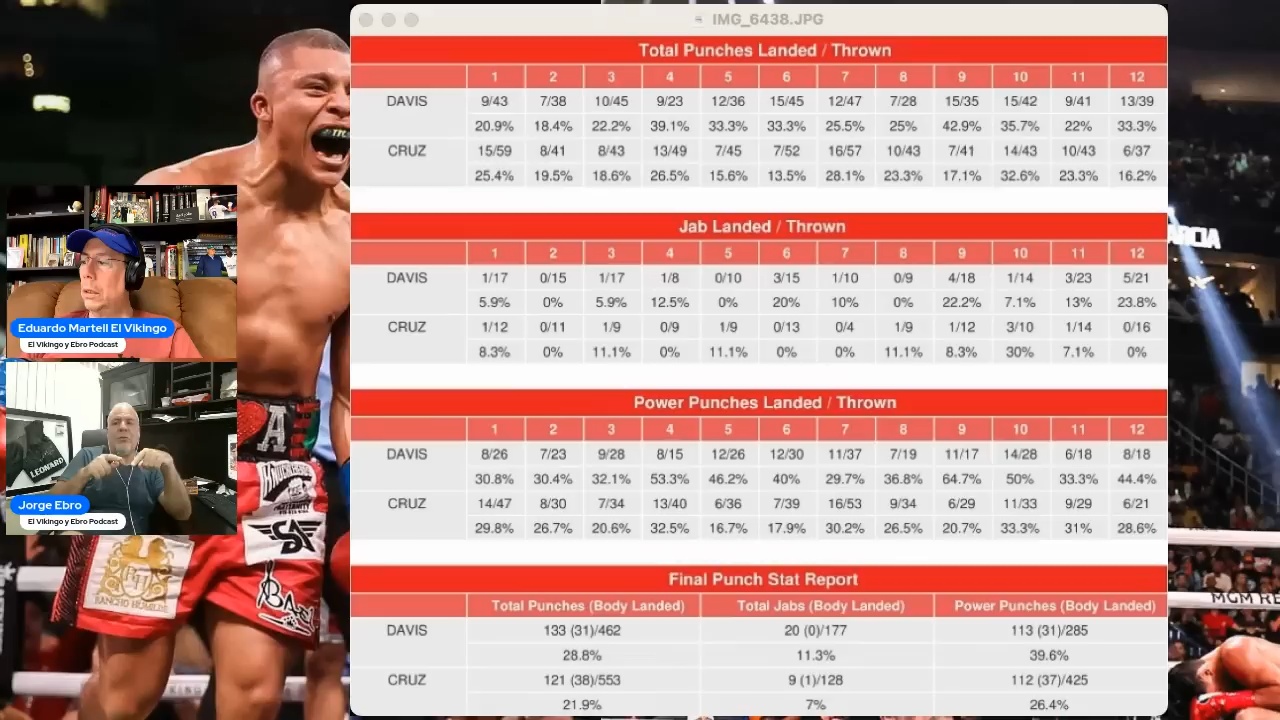 IMG_6438.JPG
Total Punches Landed / Thrown
1 2 3 4 5 6 7 8 9 10 11 12
DAVIS 9/43 7/38 10/45 9/23 12/36 15/45 12/47 7/28 15/35 15/42 9/41 13/39
20.9% 18.4% 22.2% 39.1% 33.3% 33.3% 25.5% 25% 42.9% 35.7% 22% 33.3%
CRUZ 15/59 8/41 8/43 13/49 7/45 7/52 16/57 10/43 7/41 14/43 10/43 6/37
25.4% 19.5% 18.6% 26.5% 15.6% 13.5% 28.1% 23.3% 17.1% 32.6% 23.3% 16.2%
Jab Landed / Thrown
1 2 3 4 5 6 7 8 9 10 11 12
DAVIS 1/17 0/15 1/17 1/8 0/10 3/15 1/10 0/9 4/18 1/14 3/23 5/21
5.9% 0% 5.9% 12.5% 0% 20% 10% 0% 22.2% 7.1% 13% 23.8%
CRUZ 1/12 0/11 1/9 0/9 1/9 0/13 0/4 1/9 1/12 3/10 1/14 0/16
8.3% 0% 11.1% 0% 11.1% 0% 0% 11.1% 8.3% 30% 7.1% 0%
Power Punches Landed / Thrown
1 2 3 4 5 6 7 8 9 10 11 12
DAVIS 8/26 7/23 9/28 8/15 12/26 12/30 11/37 7/19 11/17 14/28 6/18 8/18
30.8% 30.4% 32.1% 53.3% 46.2% 40% 29.7% 36.8% 64.7% 50% 33.3% 44.4%
CRUZ 14/47 8/30 7/34 13/40 6/36 7/39 16/53 9/34 6/29 11/33 9/29 6/21
29.8% 26.7% 20.6% 32.5% 16.7% 17.9% 30.2% 26.5% 20.7% 33.3% 31% 28.6%
Final Punch Stat Report
Total Punches (Body Landed) Total Jabs (Body Landed) Power Punches (Body Landed)
DAVIS 133 (31)/462 20 (0)/177 113 (31)/285
28.8% 11.3% 39.6%
CRUZ 121 (38)/553 9 (1)/128 112 (37)/425
21.9% 7% 26.4%
Eduardo Martell El Vikingo
El Vikingo y Ebro Podcast
LEONARD
Jorge Ebro
El Vikingo y Ebro Podcast
A
RANCHO HUMILDE
MGM RE